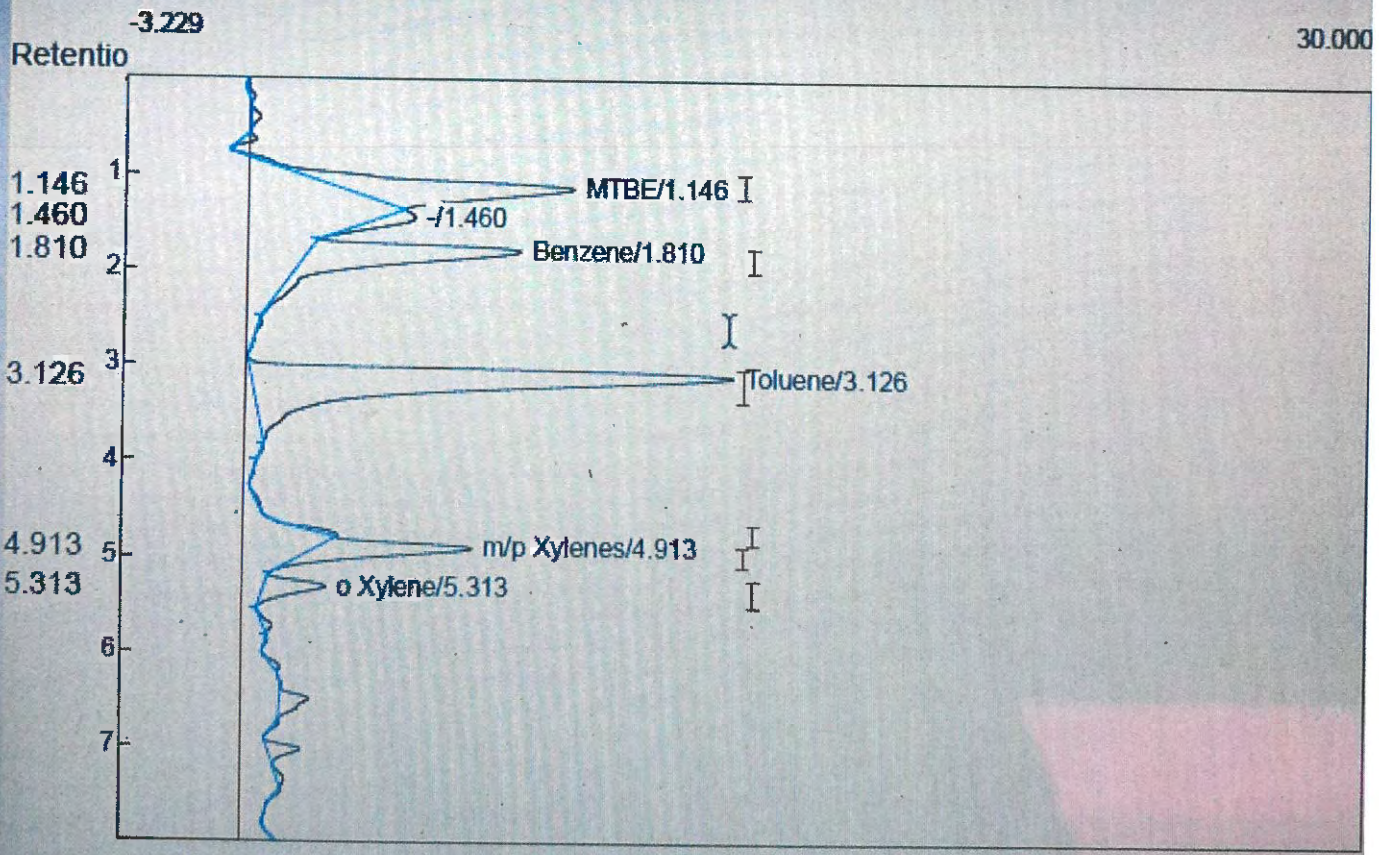 -3.229
30.000
Retentio
1
1.146
MTBE/1.146
1.460
-/1.460
1.810
Benzene/1.810
2
3
3.126
Toluene/3.126
4
4.913
5
m/p Xylenes/4.913
5.313
o Xylene/5.313
6
7